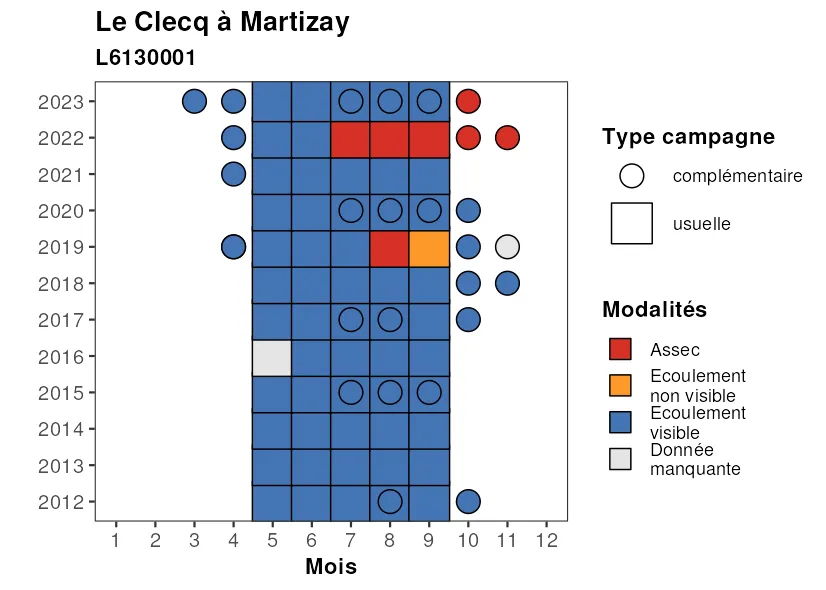 Le Clecq à Martizay
L6130001
2023
2022
2021
2020
2019
2018
2017
2016
2015
2014
2013
2012
1 2 3 4 5 6 7 8 9 10 11 12
Mois
Type campagne
complémentaire
usuelle
Modalités
Assec
Ecoulement
non visible
Ecoulement
visible
Donnée
manquante